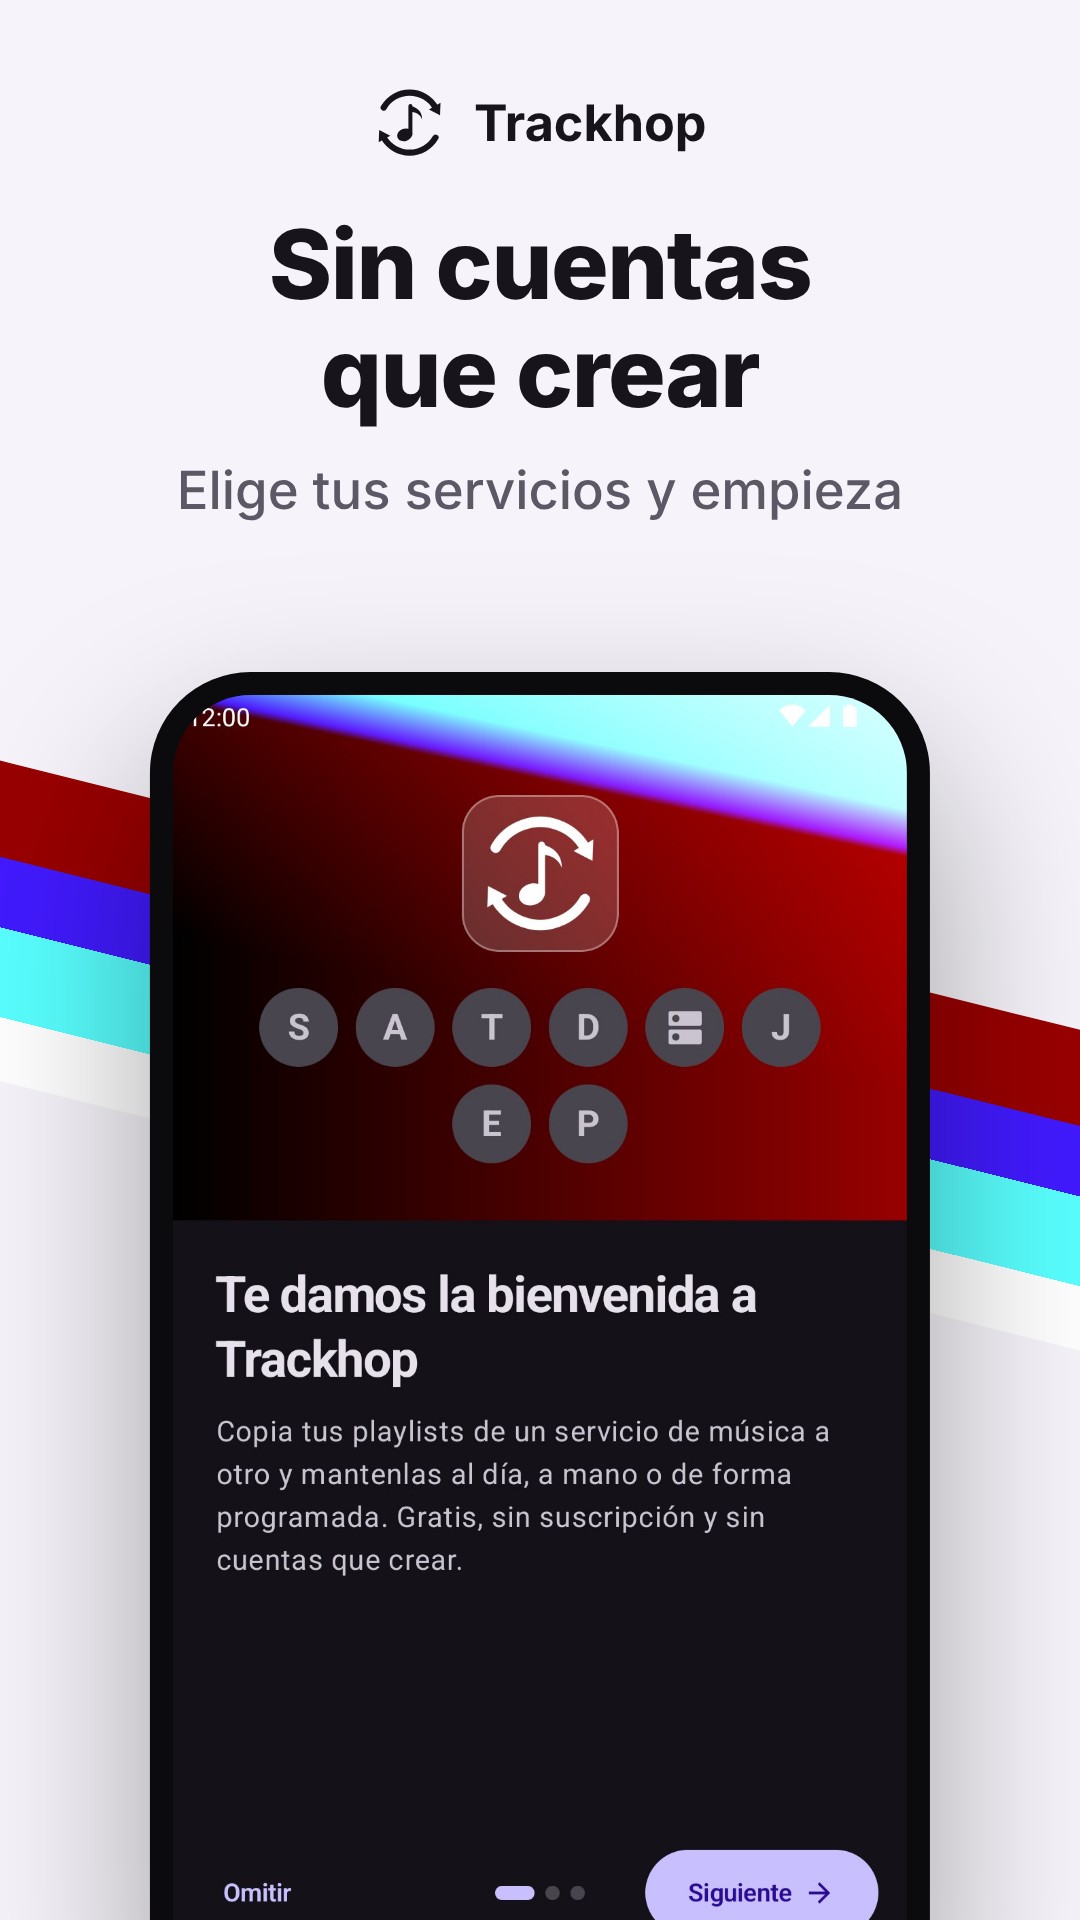 Trackhop
Sin cuentas
que crear
Elige tus servicios y empieza
12:00
S A T D J
E P
Te damos la bienvenida a
Trackhop
Copia tus playlists de un servicio de música a
otro y mantenlas al día, a mano o de forma
programada. Gratis, sin suscripción y sin
cuentas que crear.
Omitir
Siguiente